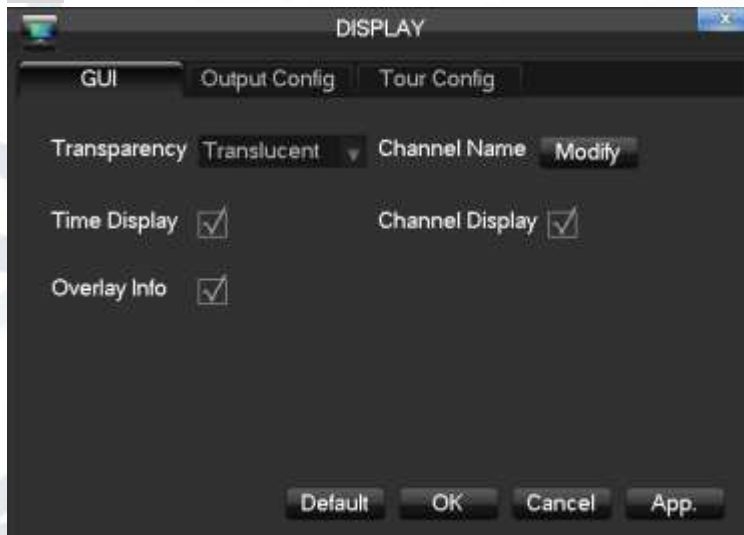 DISPLAY
GUI Output Config Tour Config
Transparency Translucent Channel Name Modify
Time Display Channel Display
Overlay Info
Default OK Cancel App.